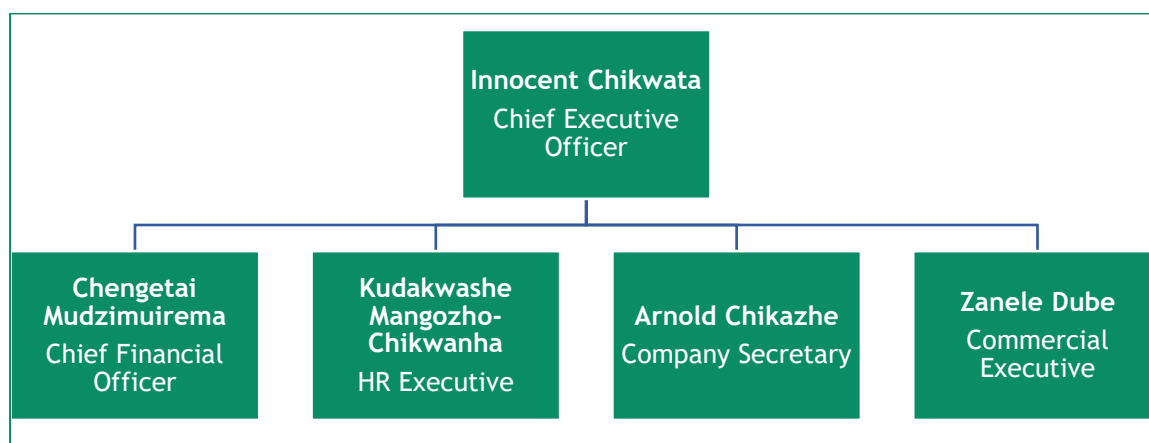 Innocent Chikwata
Chief Executive
Officer
Chengetai
Mudzimuirema
Chief Financial
Officer
Kudakwashe
Mangozho-
Chikwanha
HR Executive
Arnold Chikazhe
Company Secretary
Zanele Dube
Commercial
Executive